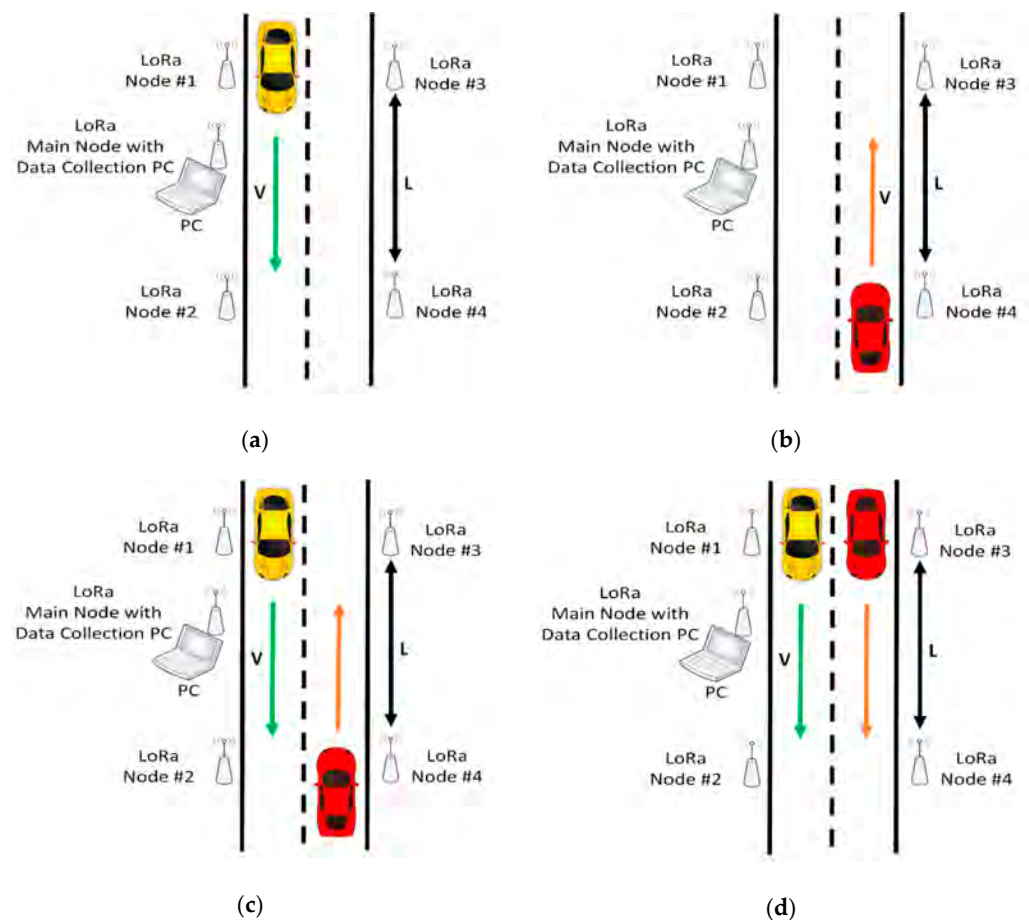 LoRa
Node #1
LoRa
Node #3
LoRa
Main Node with
Data Collection PC
V
L
PC
LoRa
Node #2
LoRa
Node #4
(a)
LoRa
Node #1
LoRa
Node #3
LoRa
Main Node with
Data Collection PC
V
L
PC
LoRa
Node #2
LoRa
Node #4
(b)
LoRa
Node #1
LoRa
Node #3
LoRa
Main Node with
Data Collection PC
V
L
PC
LoRa
Node #2
LoRa
Node #4
(c)
LoRa
Node #1
LoRa
Node #3
LoRa
Main Node with
Data Collection PC
V
L
PC
LoRa
Node #2
LoRa
Node #4
(d)